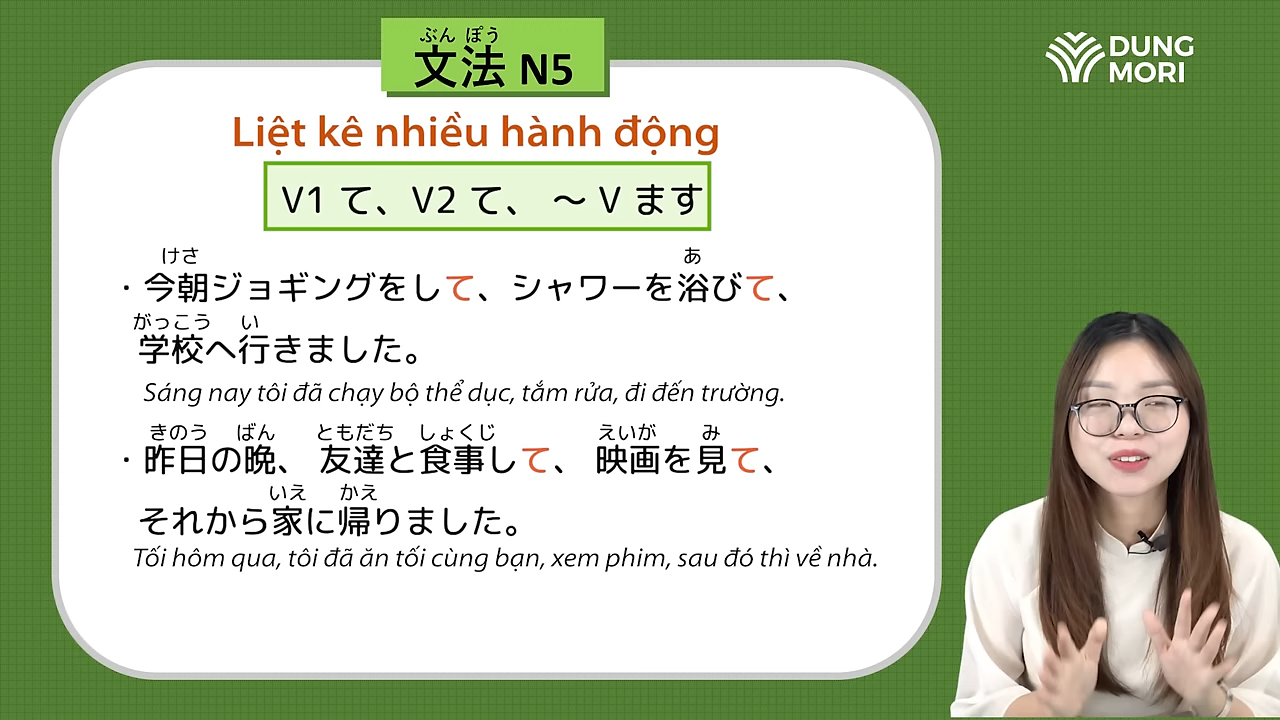 ぶん ぽう
文法 N5
DUNG
MORI
Liệt kê nhiều hành động
V1 て、V2 て、 ～ V ます
けさ あ
・今朝ジョギングをして、シャワーを浴びて、
がっこう い
学校へ行きました。
Sáng nay tôi đã chạy bộ thể dục, tắm rửa, đi đến trường.
きのう ばん ともだち しょくじ えいが み
・昨日の晩、友達と食事して、映画を見て、
いえ かえ
それから家に帰りました。
Tối hôm qua, tôi đã ăn tối cùng bạn, xem phim, sau đó thì về nhà.